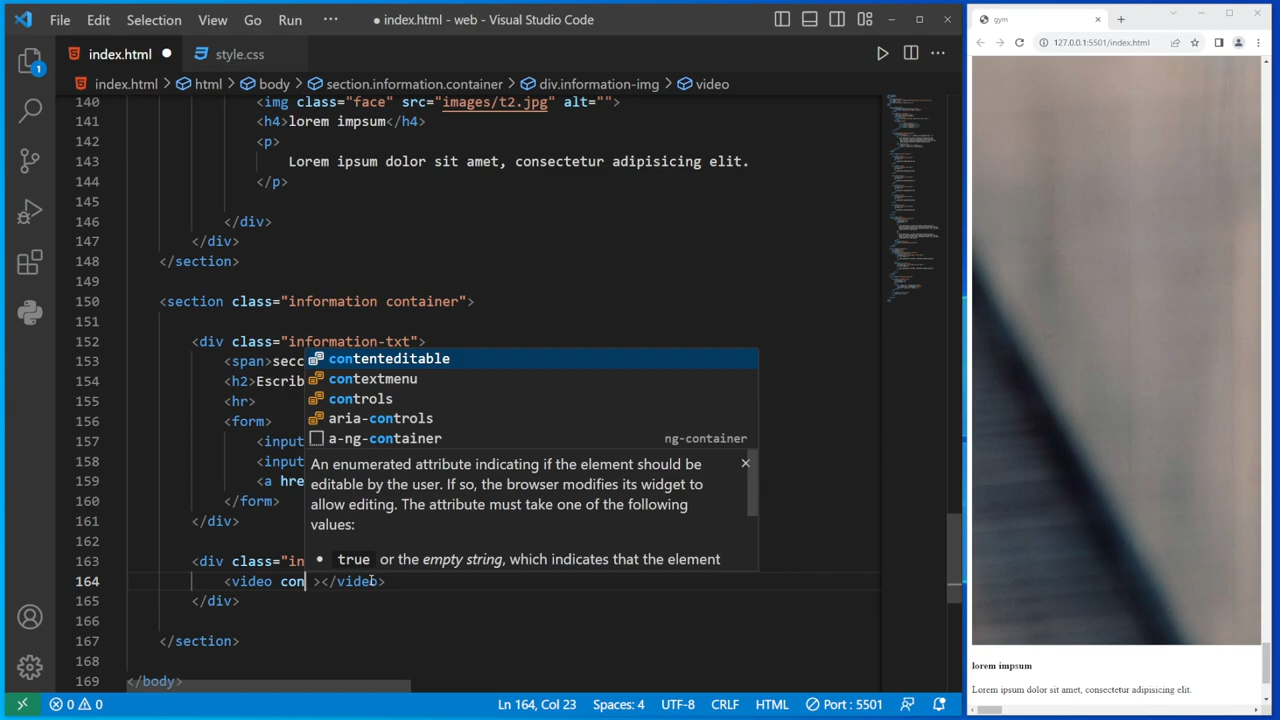 File Edit Selection View Go Run ··· ● index.html - web - Visual Studio Code
index.html ● style.css
index.html > html > body > section.information.container > div.information-img > video
140 <img class="face" src="images/t2.jpg" alt="">
141 <h4>lorem impsum</h4>
142 <p>
143 Lorem ipsum dolor sit amet, consectetur adipisicing elit.
144 </p>
145
146 </div>
147 </div>
148 </section>
149
150 <section class="information container">
151
152 <div class="information-txt">
153 <span>secc
154 <h2>Escrib
155 <hr>
156 <form>
157 <input
158 <input
159 <a hre
160 </form>
161 </div>
162
163 <div class="in
164 <video con ></video>
165 </div>
166
167 </section>
168
169 </body>
contenteditable
contextmenu
controls
aria-controls
a-ng-container ng-container
An enumerated attribute indicating if the element should be
editable by the user. If so, the browser modifies its widget to
allow editing. The attribute must take one of the following
values:
• true or the empty string, which indicates that the element
1
0 0 Ln 164, Col 23 Spaces: 4 UTF-8 CRLF HTML Port : 5501
gym
127.0.0.1:5501/index.html
lorem impsum
Lorem ipsum dolor sit amet, consectetur adipisicing elit.